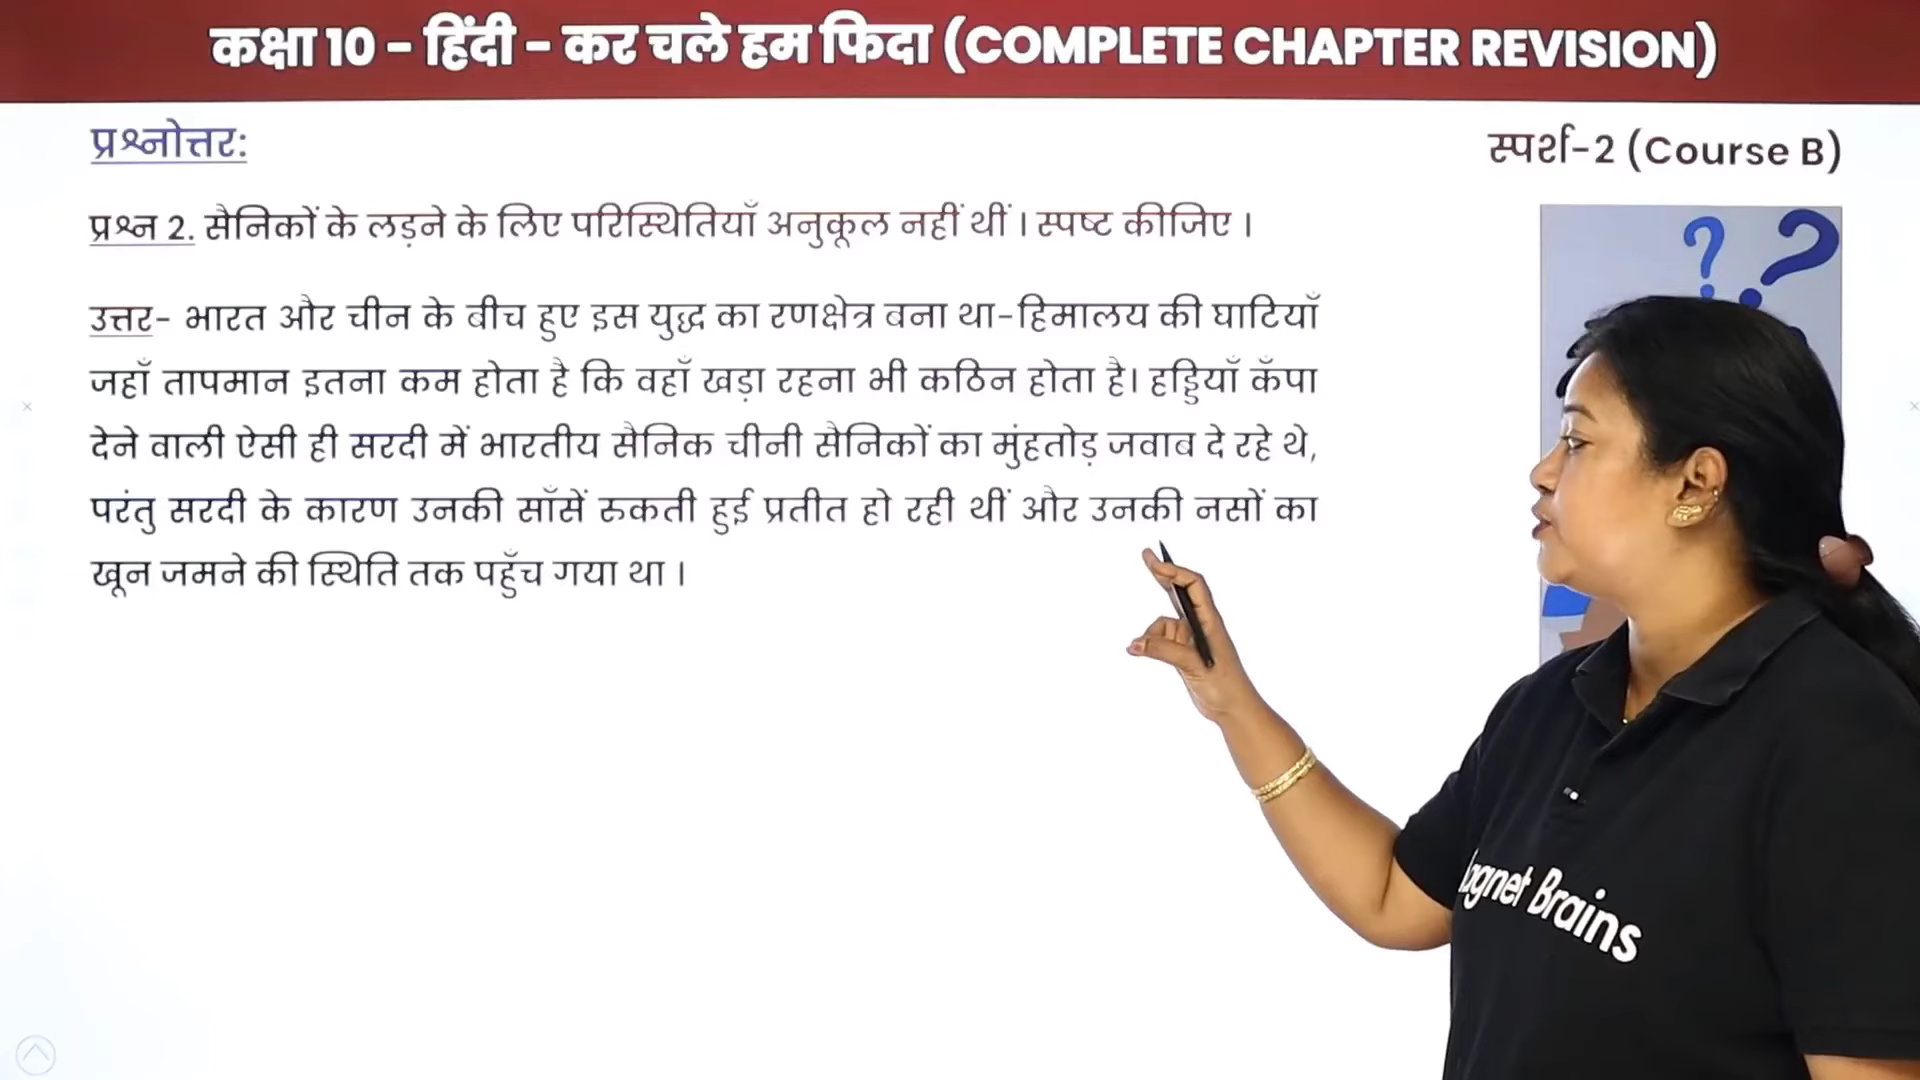 कक्षा 10 - हिंदी - कर चले हम फिदा (COMPLETE CHAPTER REVISION)
प्रश्नोत्तर:
स्पर्श-2 (Course B)
प्रश्न 2. सैनिकों के लड़ने के लिए परिस्थितियाँ अनुकूल नहीं थीं । स्पष्ट कीजिए ।
उत्तर- भारत और चीन के बीच हुए इस युद्ध का रणक्षेत्र बना था-हिमालय की घाटियाँ
जहाँ तापमान इतना कम होता है कि वहाँ खड़ा रहना भी कठिन होता है। हड्डियाँ कँपा
देने वाली ऐसी ही सरदी में भारतीय सैनिक चीनी सैनिकों का मुंहतोड़ जवाब दे रहे थे,
परंतु सरदी के कारण उनकी साँसें रुकती हुई प्रतीत हो रही थीं और उनकी नसों का
खून जमने की स्थिति तक पहुँच गया था ।
? ?
agnet Brains